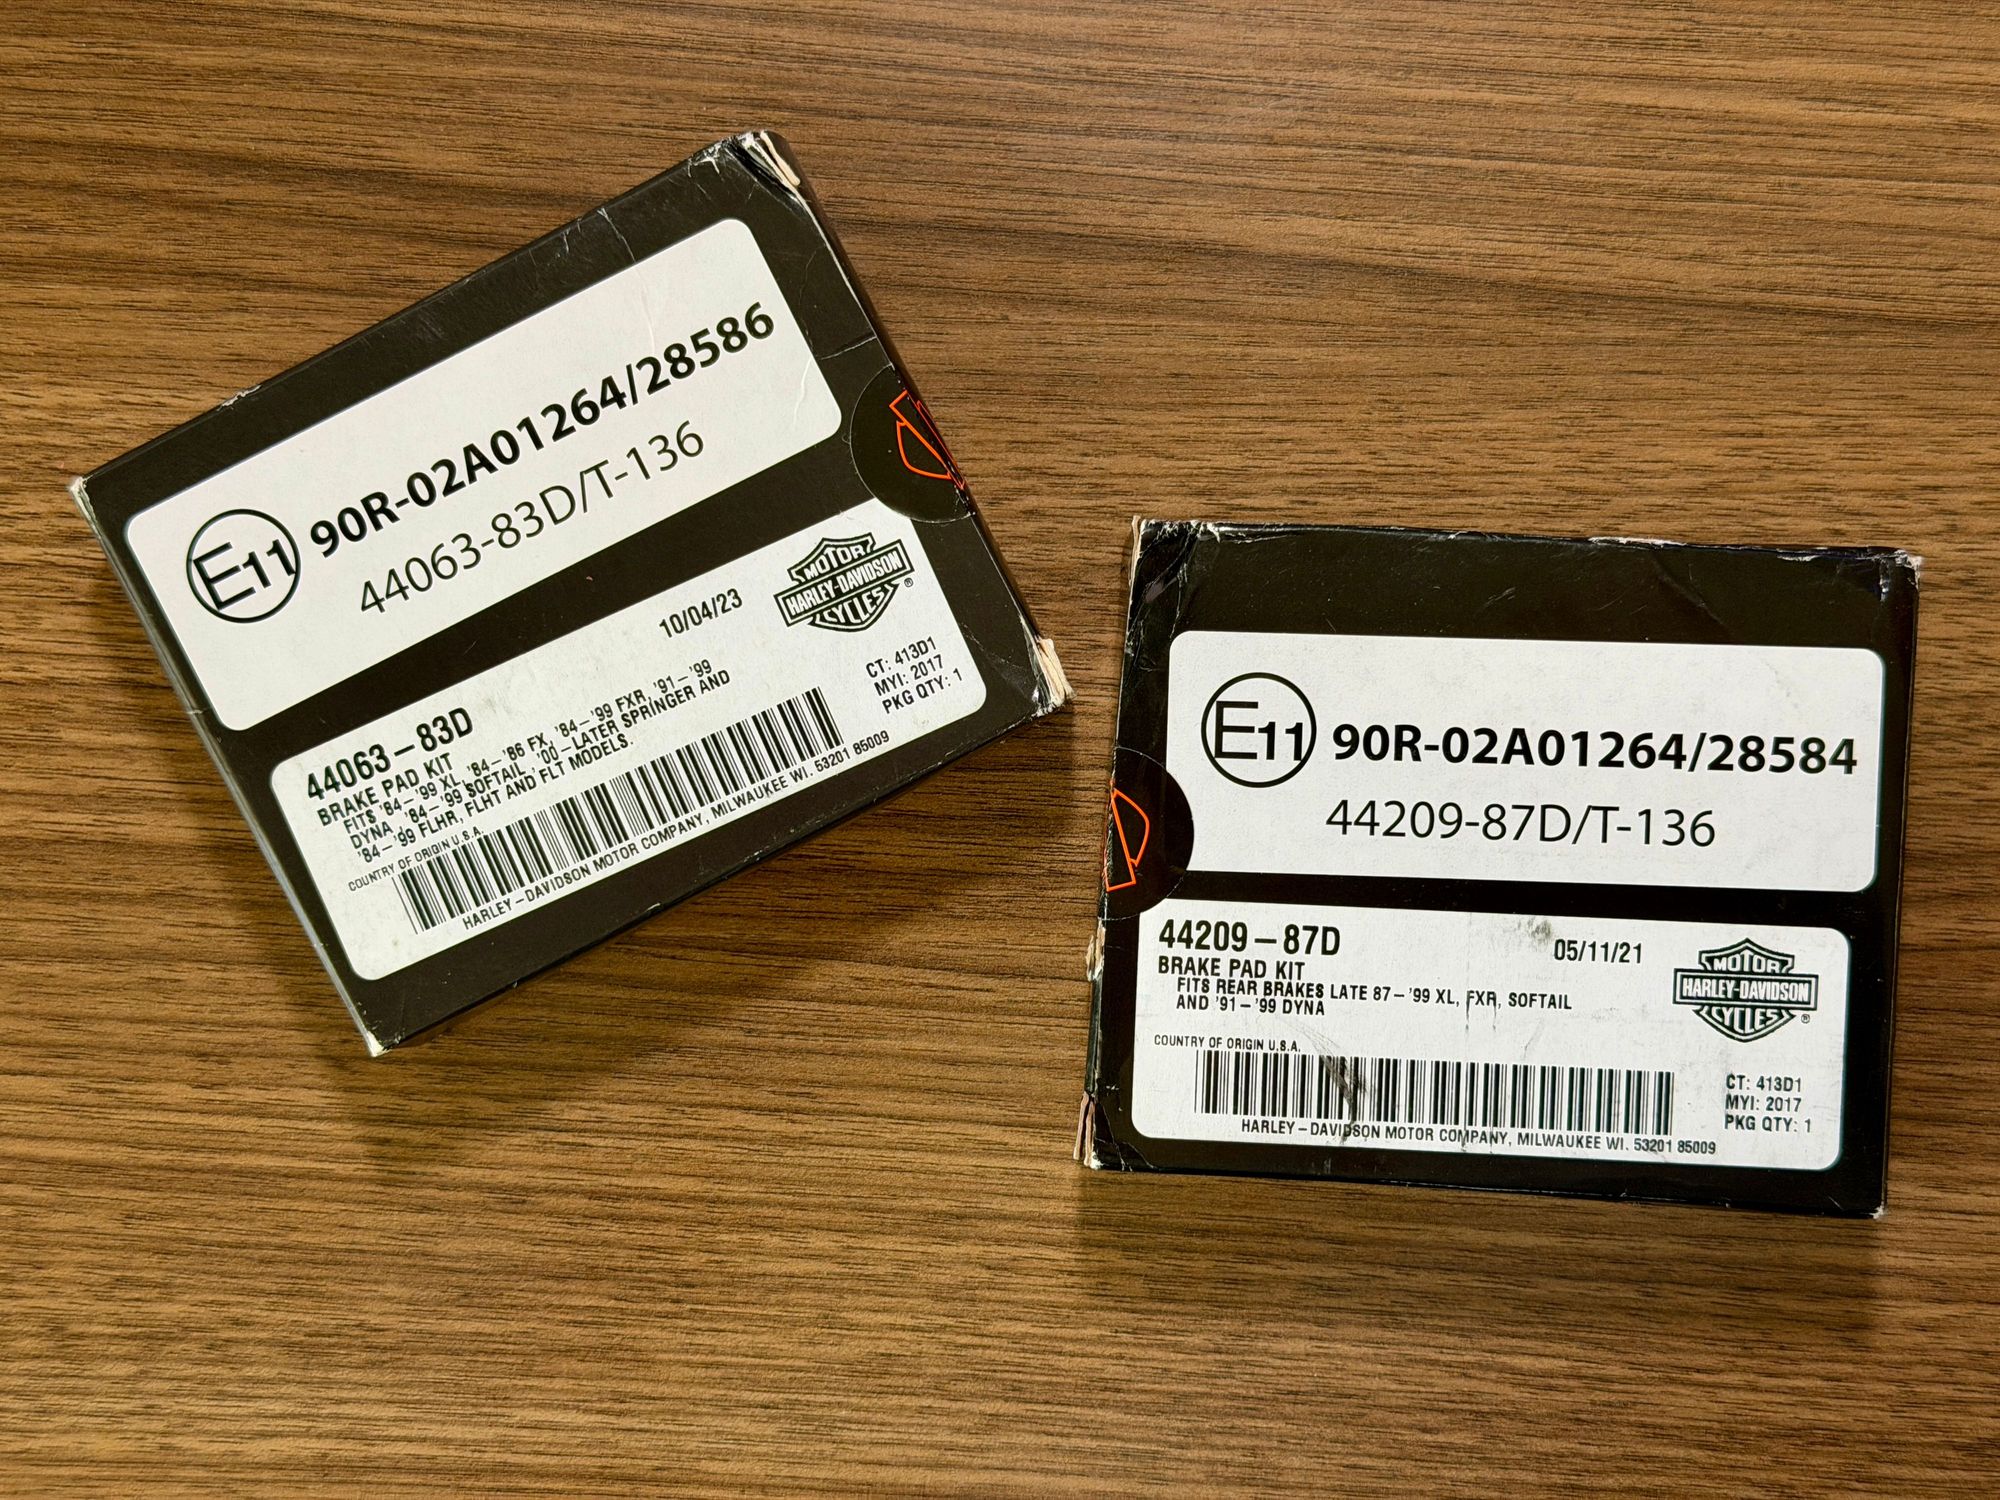 E11 90R-02A01264/28586
44063-83D/T-136
44063-83D
10/04/23
MOTOR
HARLEY-DAVIDSON
CYCLES ®
BRAKE PAD KIT
FITS '84-'99 XL, '84-'86 FX, '84-'99 FXR, '91-'99
DYNA, '84-'99 SOFTAIL, '00-LATER SPRINGER AND
'84-'99 FLHR, FLHT AND FLT MODELS.
COUNTRY OF ORIGIN U.S.A.
CT: 413D1
MYI: 2017
PKG QTY: 1
HARLEY-DAVIDSON MOTOR COMPANY, MILWAUKEE WI. 53201 85009
E11 90R-02A01264/28584
44209-87D/T-136
44209-87D
05/11/21
MOTOR
HARLEY-DAVIDSON
CYCLES ®
BRAKE PAD KIT
FITS REAR BRAKES LATE 87-'99 XL, FXR, SOFTAIL
AND '91-'99 DYNA
COUNTRY OF ORIGIN U.S.A.
CT: 413D1
MYI: 2017
PKG QTY: 1
HARLEY-DAVIDSON MOTOR COMPANY, MILWAUKEE WI. 53201 85009